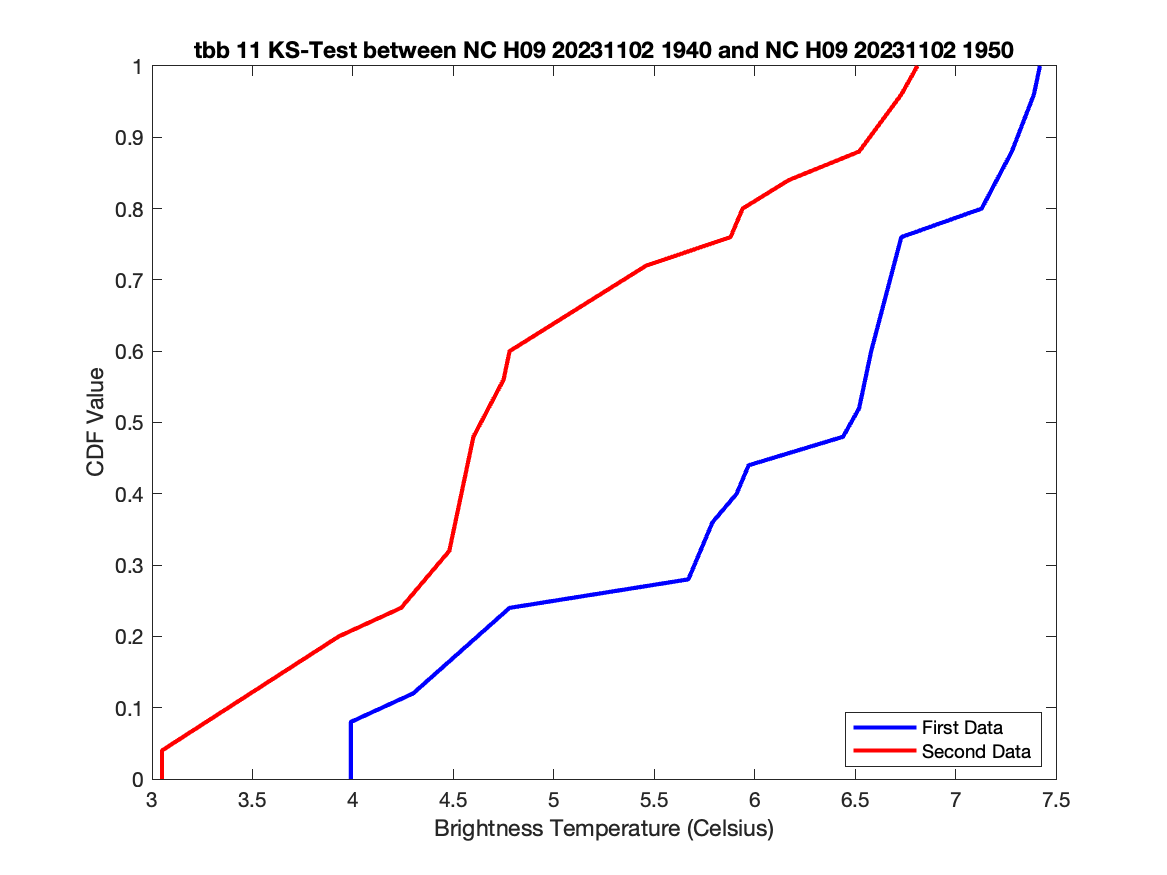 tbb 11 KS-Test between NC H09 20231102 1940 and NC H09 20231102 1950
1
0.9
0.8
0.7
0.6
0.5
0.4
0.3
0.2
0.1
0
CDF Value
First Data
Second Data
3 3.5 4 4.5 5 5.5 6 6.5 7 7.5
Brightness Temperature (Celsius)